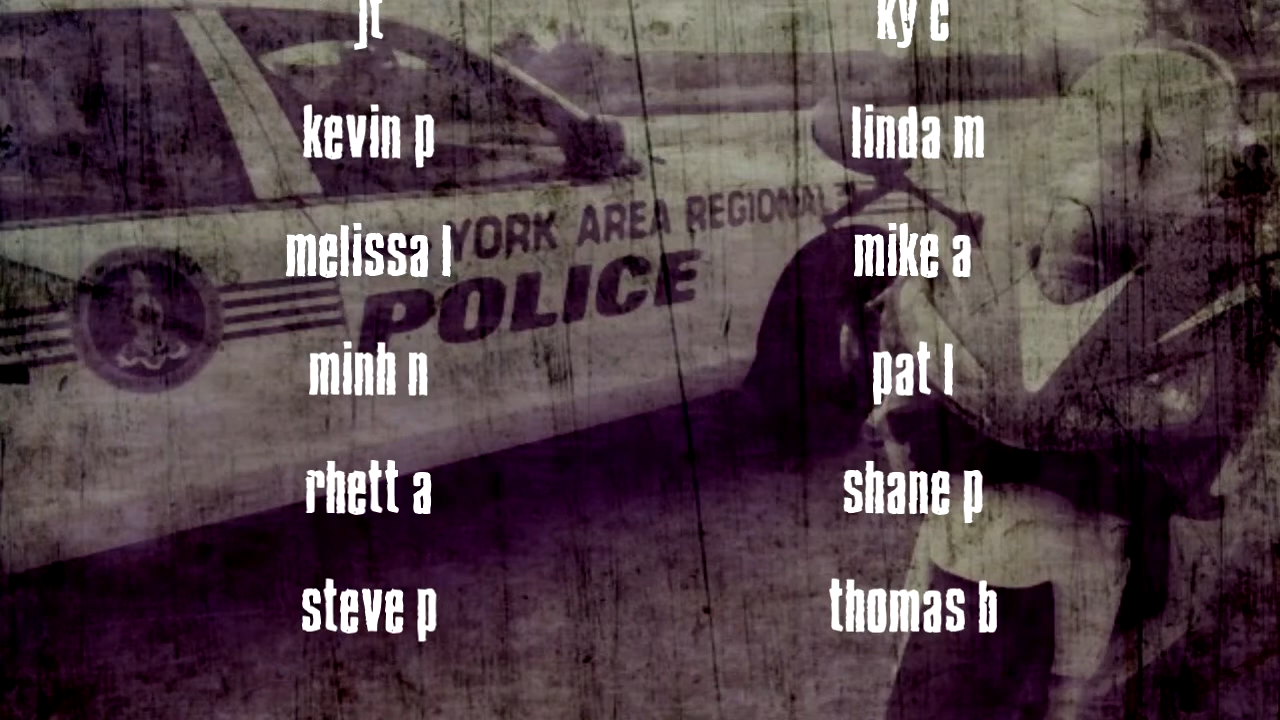 jt
ky c
kevin p
linda m
melissa l
mike a
YORK AREA REGIONAL
POLICE
minh n
pat l
rhett a
shane p
steve p
thomas b